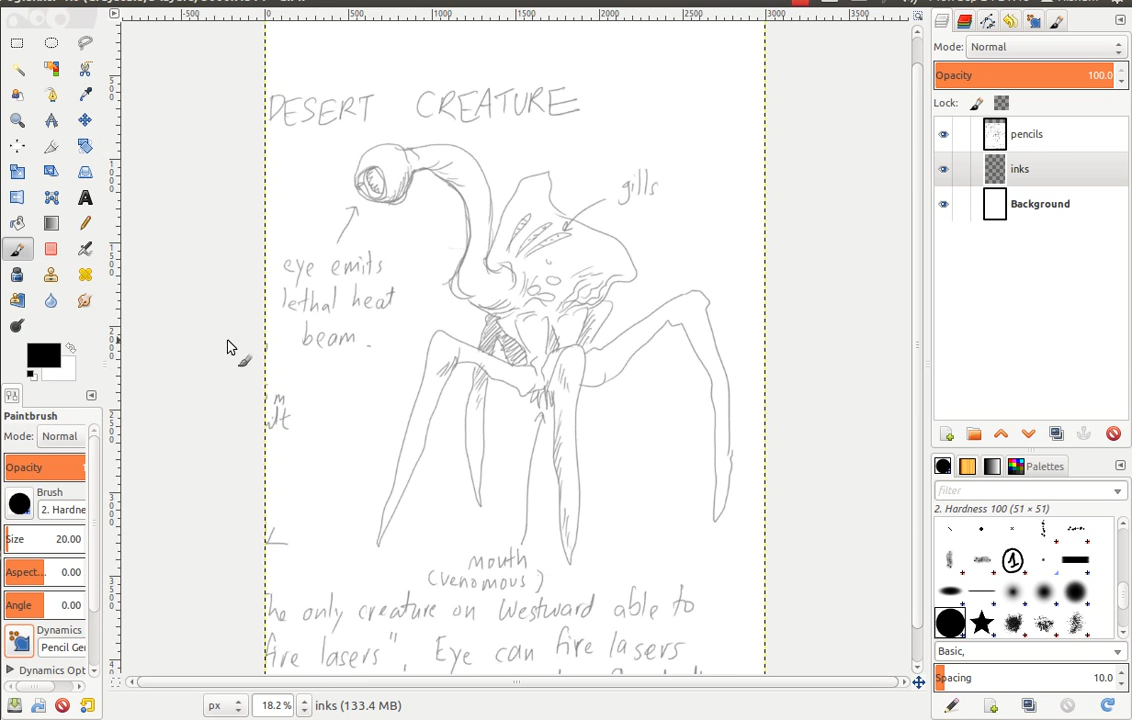 -500
0
500
1000
1500
2000
2500
3000
3500
Mode: Normal
Opacity 100.0
Lock:
pencils
inks
Background
DESERT CREATURE
gills
eye emits
lethal heat
beam.
mouth
(venomous)
he only creature on Westward able to
fire lasers" Eye can fire lasers
Paintbrush
Mode: Normal
Opacity
Brush
2. Hardne
Size 20.00
Aspect... 0.00
Angle 0.00
Dynamics
Pencil Ger
Dynamics Opt
Palettes
filter
2. Hardness 100 (51 × 51)
Basic,
Spacing 10.0
px 18.2% inks (133.4 MB)